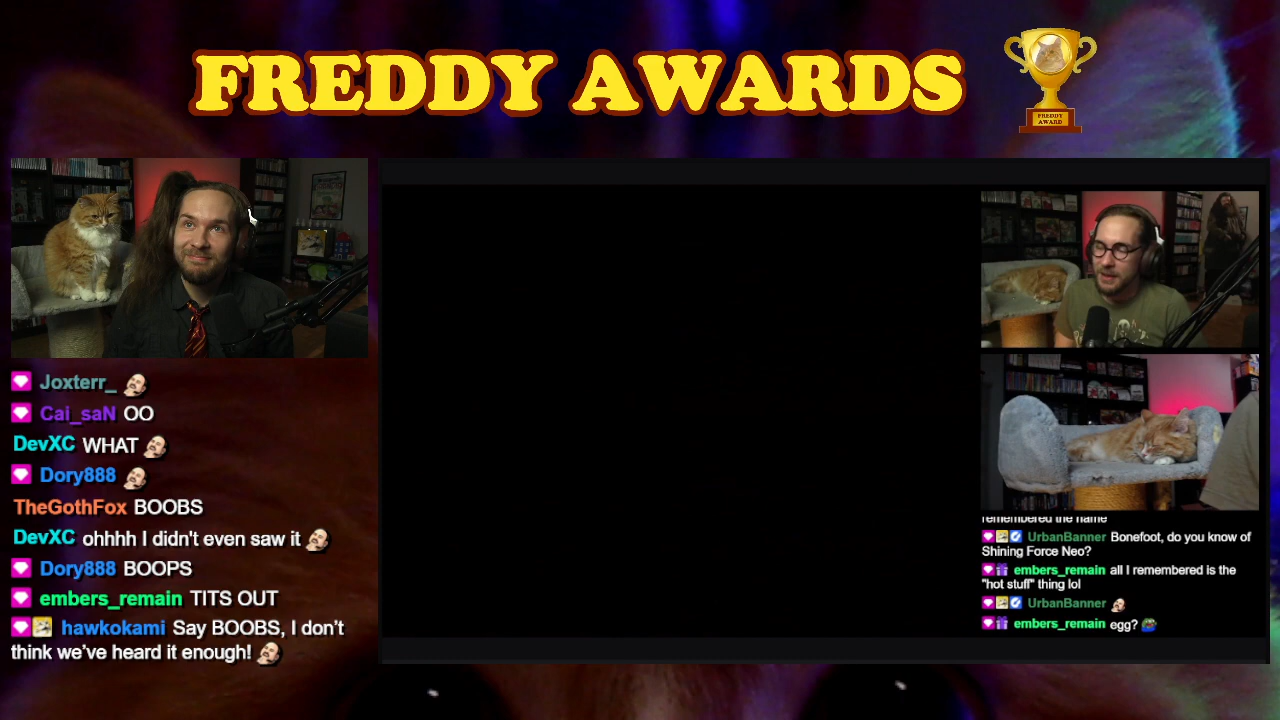 FREDDY AWARDS
FREDDY
AWARD
Joxterr_
Cai_saN OO
DevXC WHAT
Dory888
TheGothFox BOOBS
DevXC ohhhh I didn't even saw it
Dory888 BOOPS
embers_remain TITS OUT
hawkokami Say BOOBS, I don't
think we've heard it enough!
remembered the name
UrbanBanner Bonefoot, do you know of
Shining Force Neo?
embers_remain all I remembered is the
"hot stuff" thing lol
UrbanBanner
embers_remain egg?